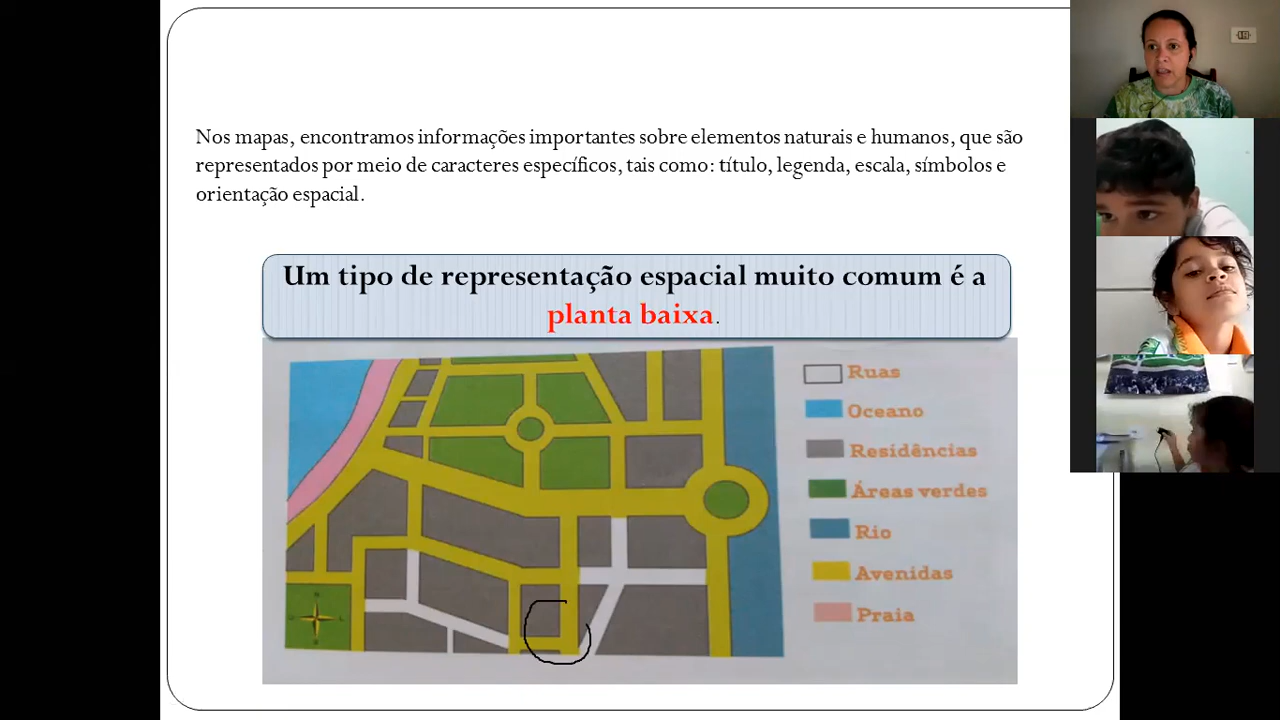 Nos mapas, encontramos informações importantes sobre elementos naturais e humanos, que são
representados por meio de caracteres específicos, tais como: título, legenda, escala, símbolos e
orientação espacial.
Um tipo de representação espacial muito comum é a
planta baixa.
Ruas
Oceano
Residências
Áreas verdes
Rio
Avenidas
Praia
N